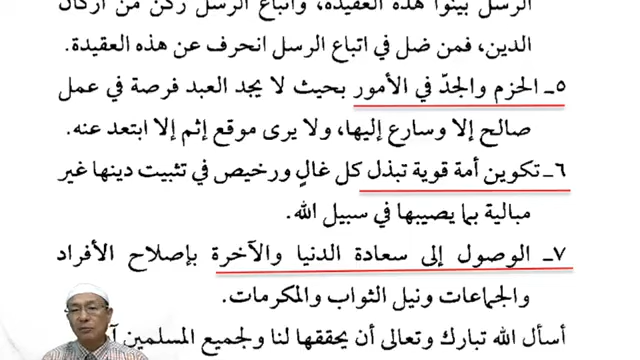 الرسل بينوا هذه العقيدة، واتباع الرسل ركن من أركان
الدين، فمن ضل في اتباع الرسل انحرف عن هذه العقيدة.
٥ـ الحزم والجدّ في الأمور بحيث لا يجد العبد فرصة في عمل
صالح إلا وسارع إليها، ولا يرى موقع إثم إلا ابتعد عنه.
٦ـ تكوين أمة قوية تبذل كل غالٍ ورخيص في تثبيت دينها غير
مبالية بما يصيبها في سبيل الله.
٧ـ الوصول إلى سعادة الدنيا والآخرة بإصلاح الأفراد
والجماعات ونيل الثواب والمكرمات.
أسأل الله تبارك وتعالى أن يحققها لنا ولجميع المسلمين